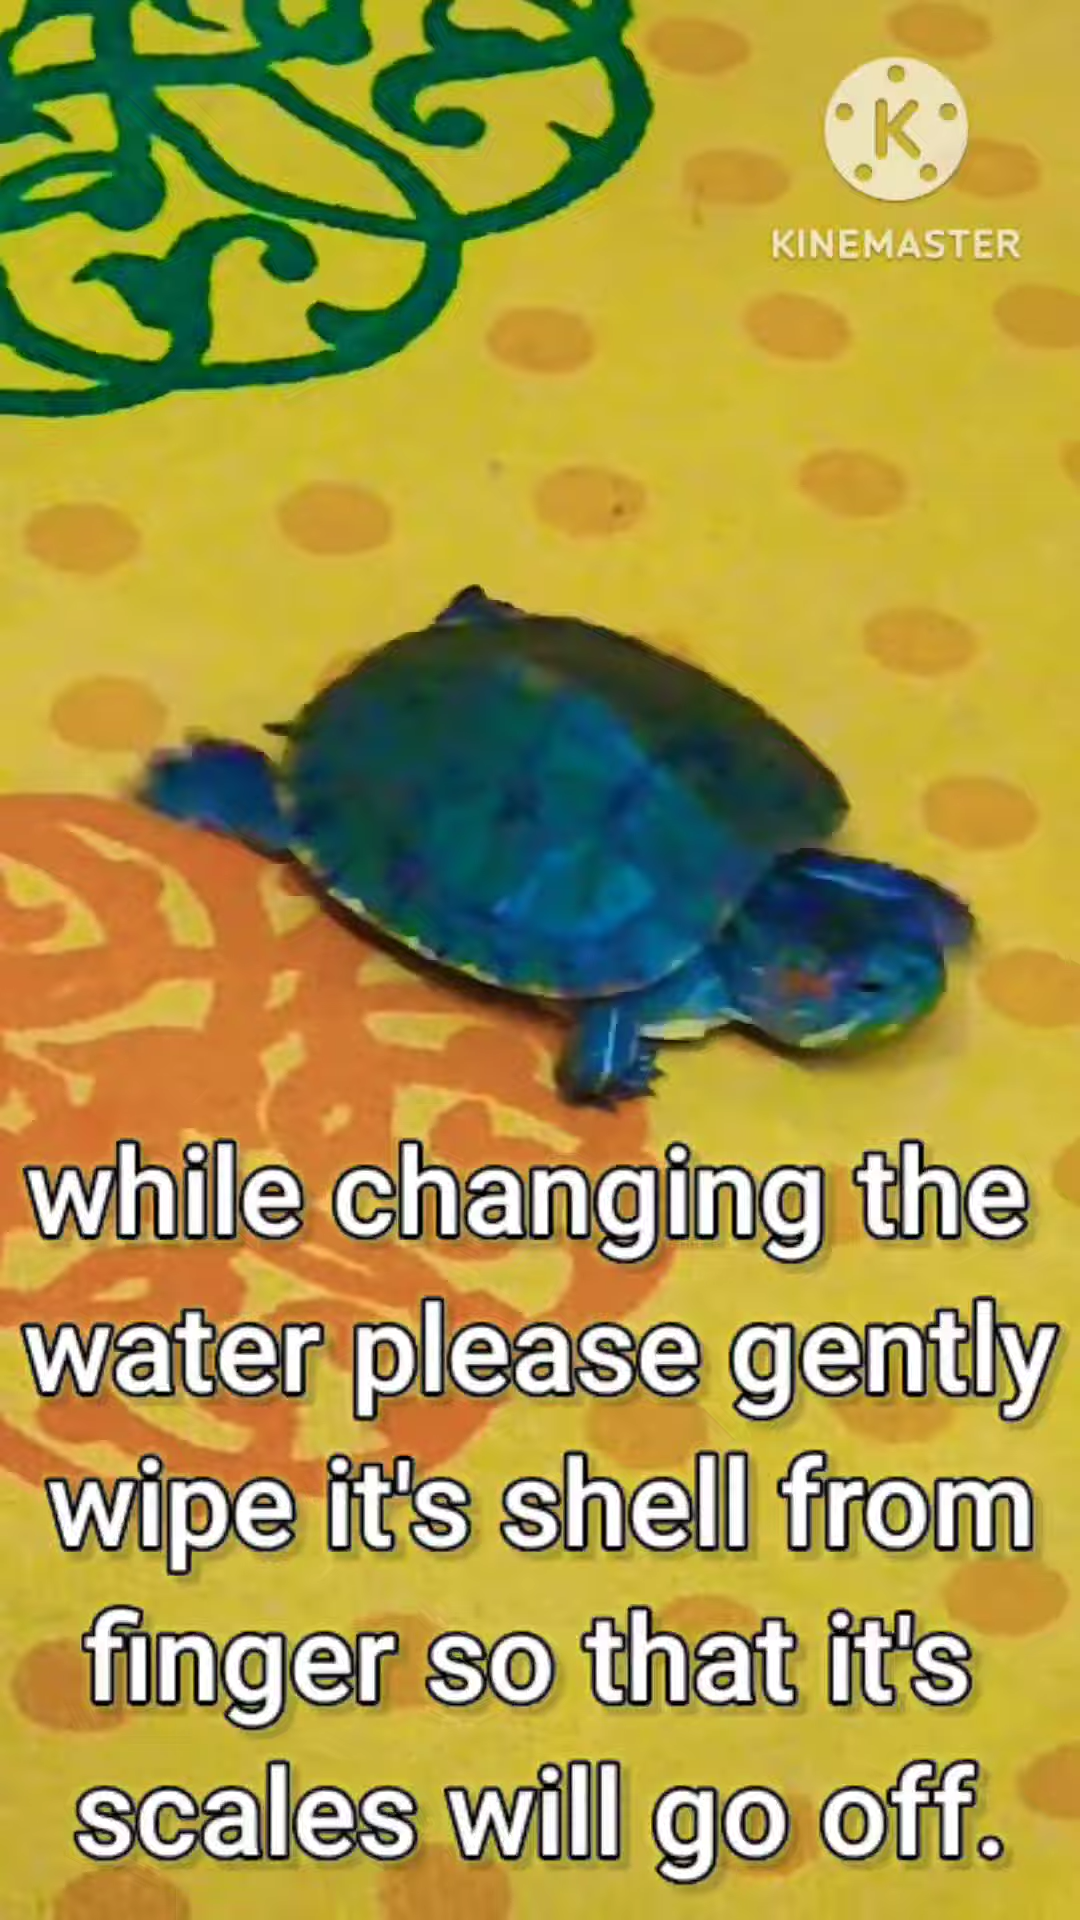 K
KINEMASTER
while changing the
water please gently
wipe it's shell from
finger so that it's
scales will go off.